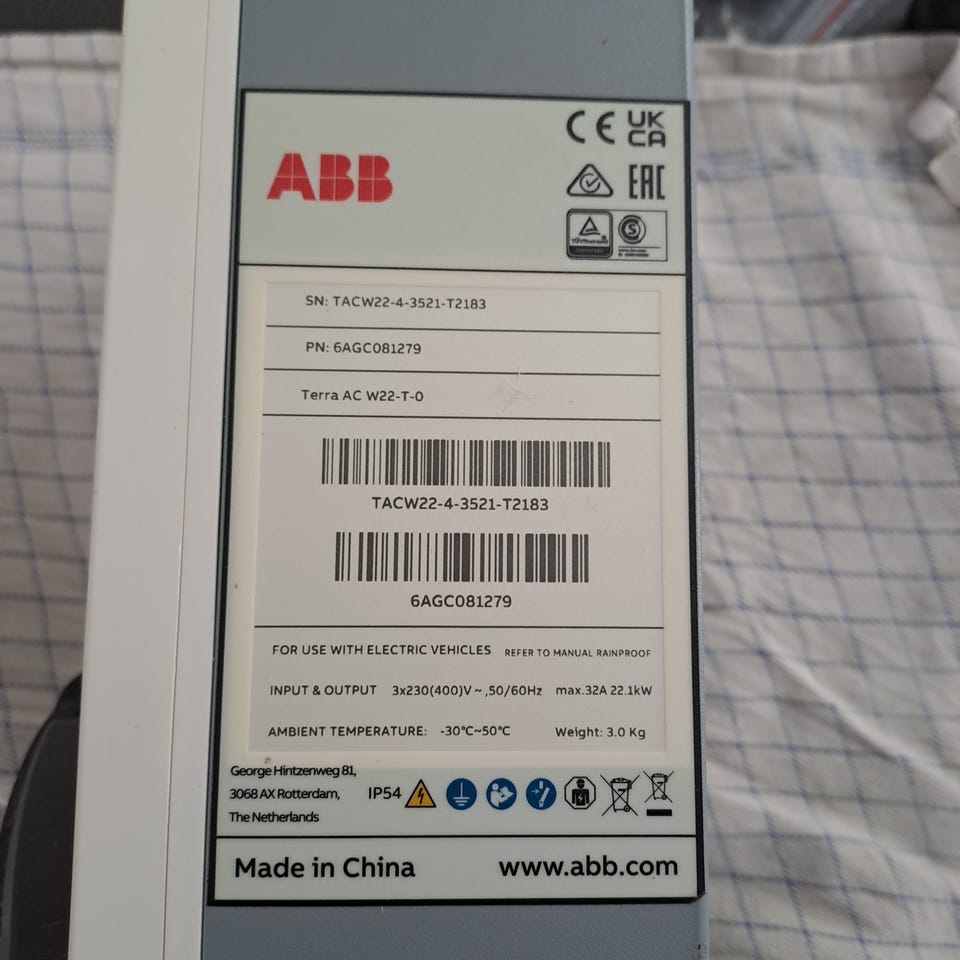 CE UK CA
ABB
EAC
SN: TACW22-4-3521-T2183
PN: 6AGC081279
Terra AC W22-T-0
TACW22-4-3521-T2183
6AGC081279
FOR USE WITH ELECTRIC VEHICLES REFER TO MANUAL RAINPROOF
INPUT & OUTPUT 3x230(400)V ~ ,50/60Hz max.32A 22.1kW
AMBIENT TEMPERATURE: -30℃~50℃ Weight: 3.0 Kg
George Hintzenweg 81,
3068 AX Rotterdam, IP54
The Netherlands
Made in China www.abb.com